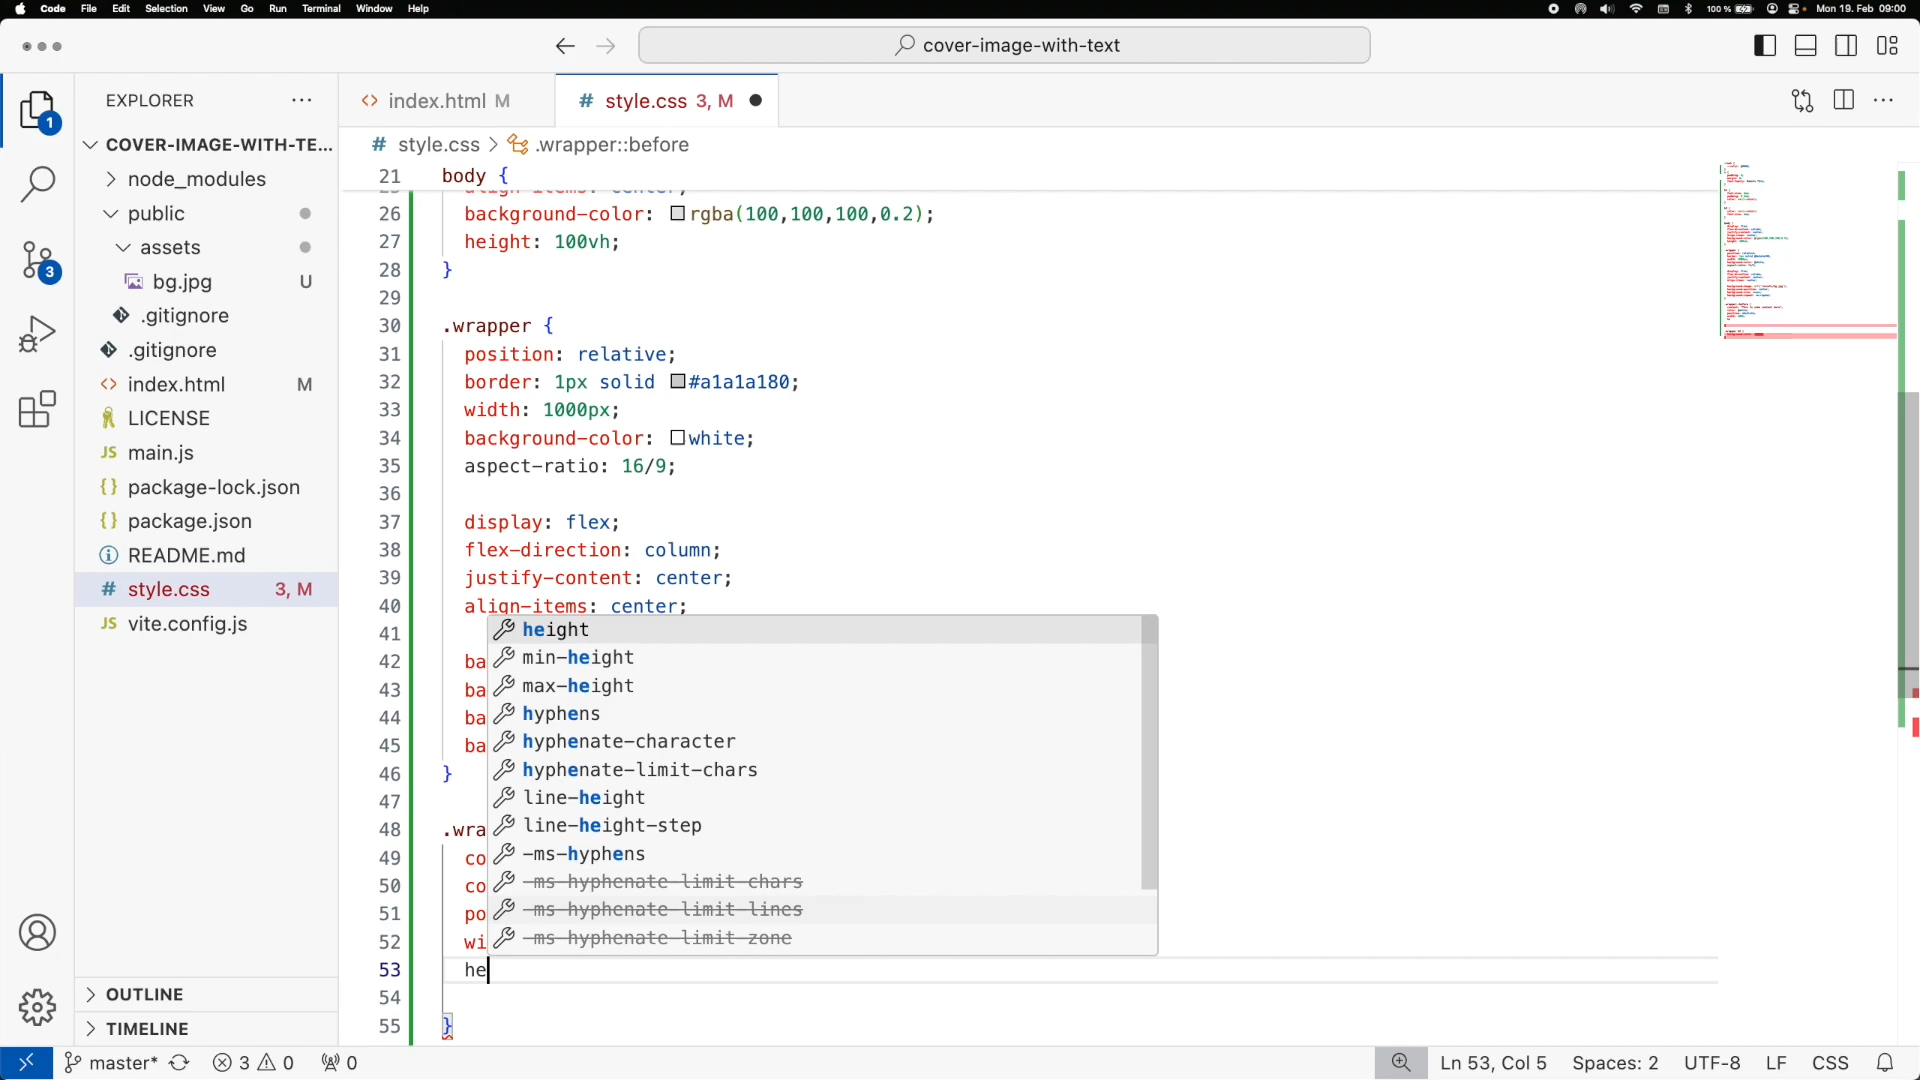 Code File Edit Selection View Go Run Terminal Window Help
100 % Mon 19. Feb 09:00
cover-image-with-text
EXPLORER
COVER-IMAGE-WITH-TE...
node_modules
public
assets
bg.jpg U
.gitignore
.gitignore
<> index.html M
LICENSE
JS main.js
{} package-lock.json
{} package.json
README.md
# style.css 3, M
JS vite.config.js
OUTLINE
TIMELINE
1
3
<> index.html M
# style.css 3, M
# style.css > .wrapper::before
21 body {
26 background-color: rgba(100,100,100,0.2);
27 height: 100vh;
28 }
29
30 .wrapper {
31 position: relative;
32 border: 1px solid #a1a1a180;
33 width: 1000px;
34 background-color: white;
35 aspect-ratio: 16/9;
36
37 display: flex;
38 flex-direction: column;
39 justify-content: center;
40 align-items: center;
41
42 ba
43 ba
44 ba
45 ba
46 }
47
48 .wra
49 co
50 co
51 po
52 wi
53 he
54
55 }
height
min-height
max-height
hyphens
hyphenate-character
hyphenate-limit-chars
line-height
line-height-step
-ms-hyphens
-ms-hyphenate-limit-chars
-ms-hyphenate-limit-lines
-ms-hyphenate-limit-zone
master* 3 0 0
Ln 53, Col 5 Spaces: 2 UTF-8 LF CSS